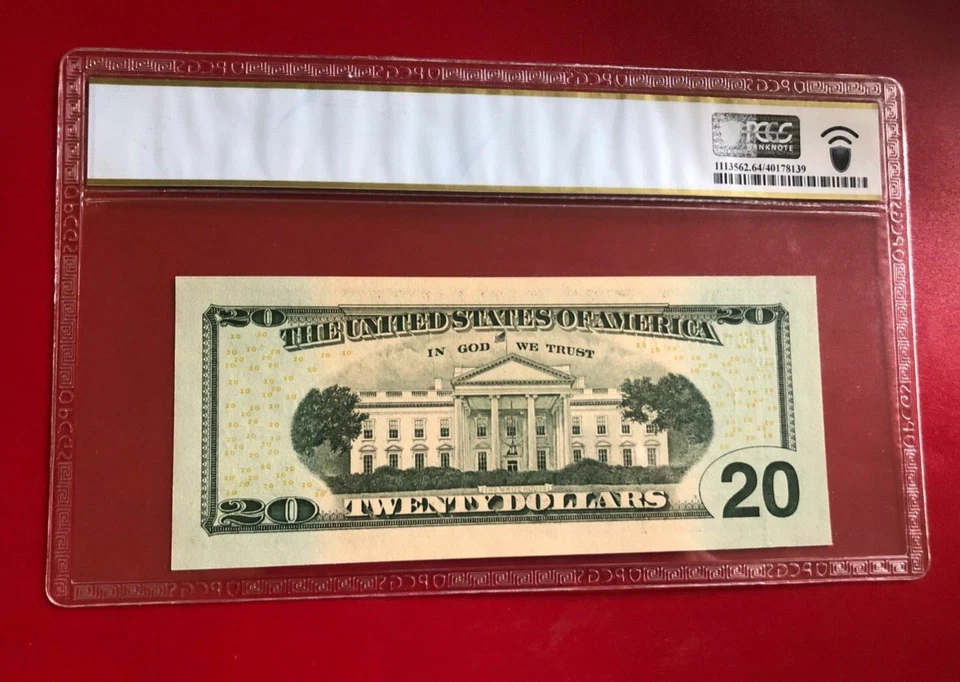 PCGS
BANKNOTE
1113562.64/40178139
20 20
THE UNITED STATES OF AMERICA
IN GOD WE TRUST
20 TWENTY DOLLARS 20